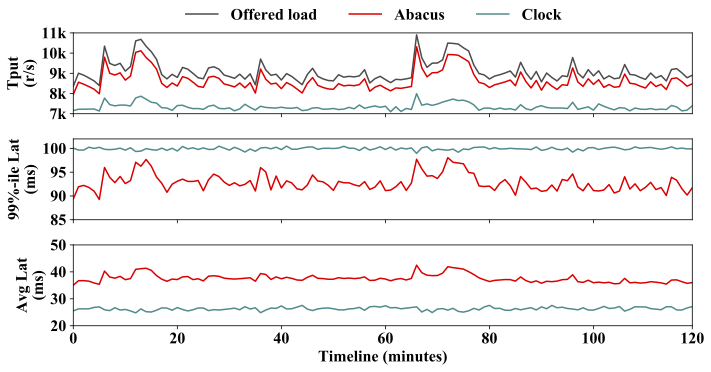 Offered load Abacus Clock
Tput
(r/s)
11k
10k
9k
8k
7k
99%-ile Lat
(ms)
100
95
90
85
Avg Lat
(ms)
50
40
30
20
0 20 40 60 80 100 120
Timeline (minutes)